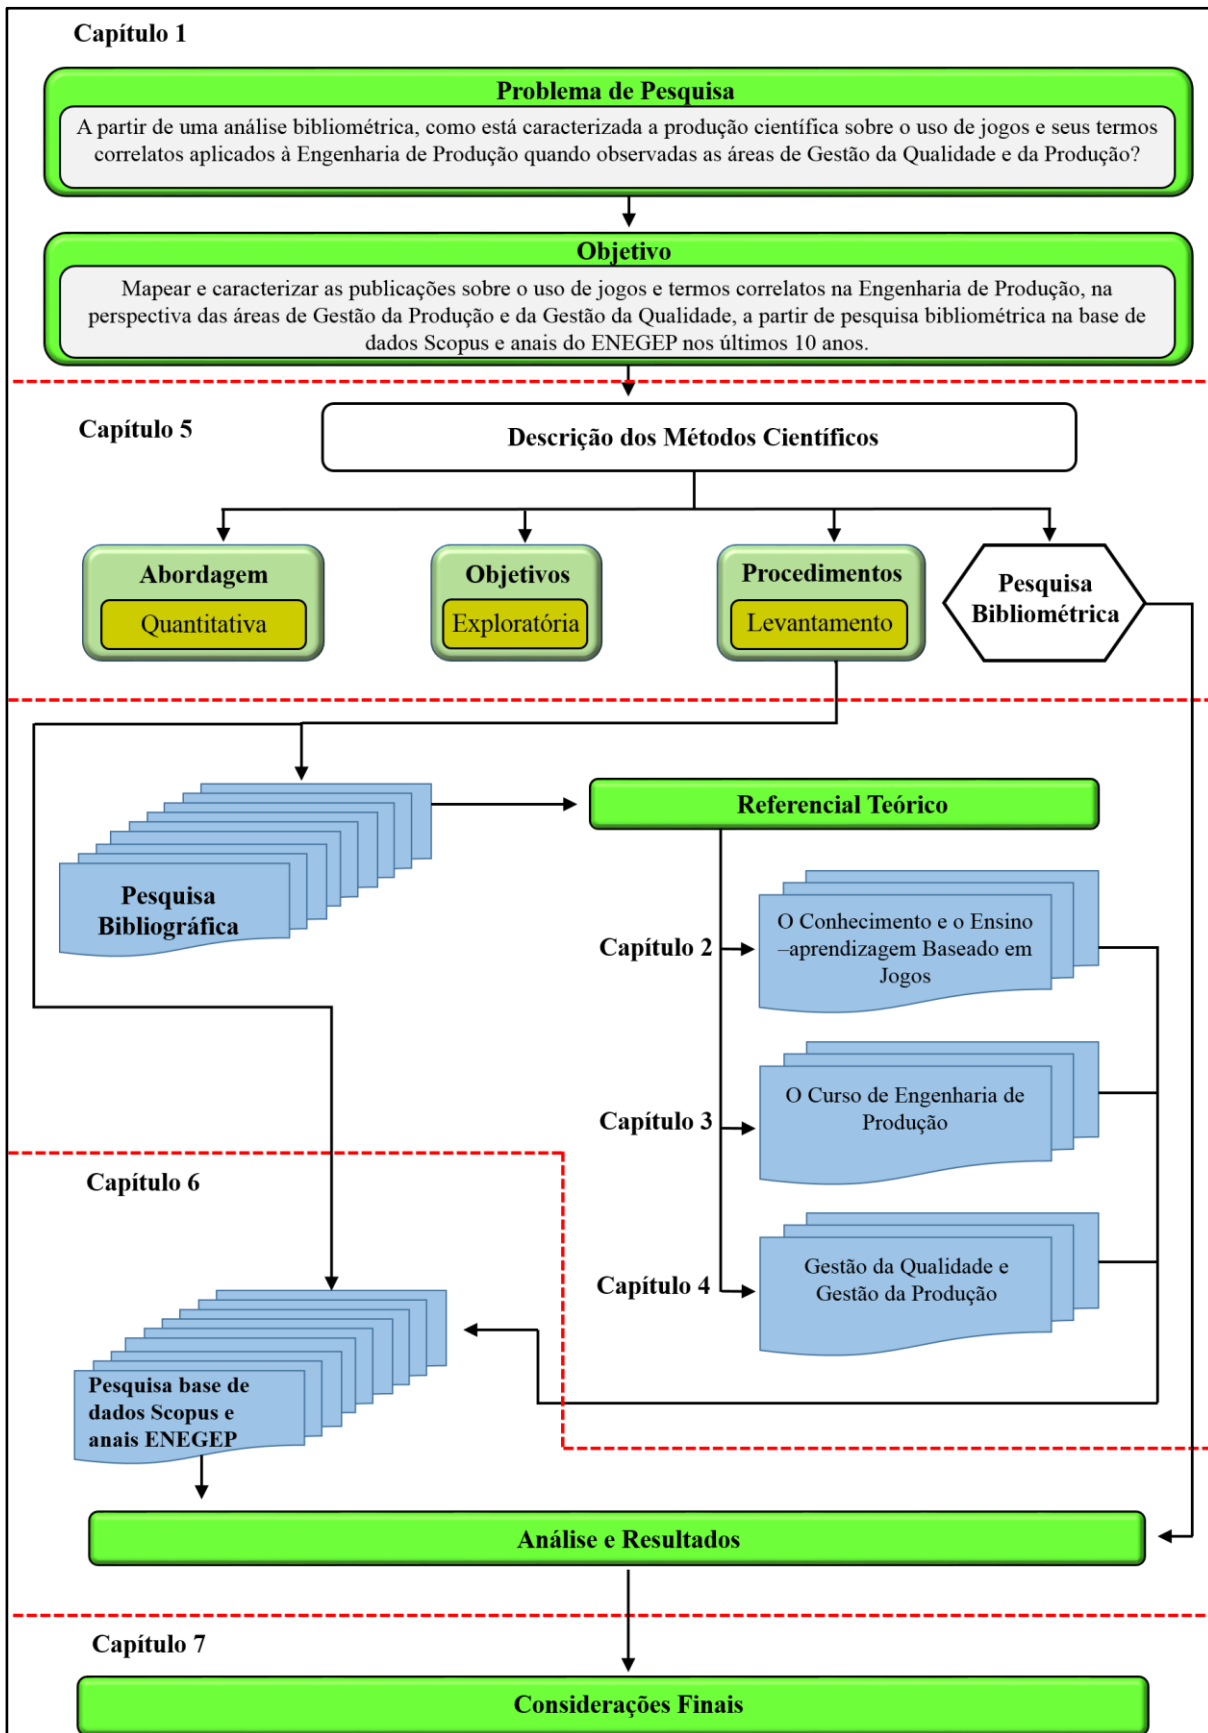 Capítulo 1
Problema de Pesquisa
A partir de uma análise bibliométrica, como está caracterizada a produção científica sobre o uso de jogos e seus termos
correlatos aplicados à Engenharia de Produção quando observadas as áreas de Gestão da Qualidade e da Produção?
Objetivo
Mapear e caracterizar as publicações sobre o uso de jogos e termos correlatos na Engenharia de Produção, na
perspectiva das áreas de Gestão da Produção e da Gestão da Qualidade, a partir de pesquisa bibliométrica na base de
dados Scopus e anais do ENEGEP nos últimos 10 anos.
Capítulo 5
Descrição dos Métodos Científicos
Abordagem
Quantitativa
Objetivos
Exploratória
Procedimentos
Levantamento
Pesquisa
Bibliométrica
Pesquisa
Bibliográfica
Referencial Teórico
Capítulo 2
O Conhecimento e o Ensino
–aprendizagem Baseado em
Jogos
Capítulo 3
O Curso de Engenharia de
Produção
Capítulo 4
Gestão da Qualidade e
Gestão da Produção
Capítulo 6
Pesquisa base de
dados Scopus e
anais ENEGEP
Análise e Resultados
Capítulo 7
Considerações Finais